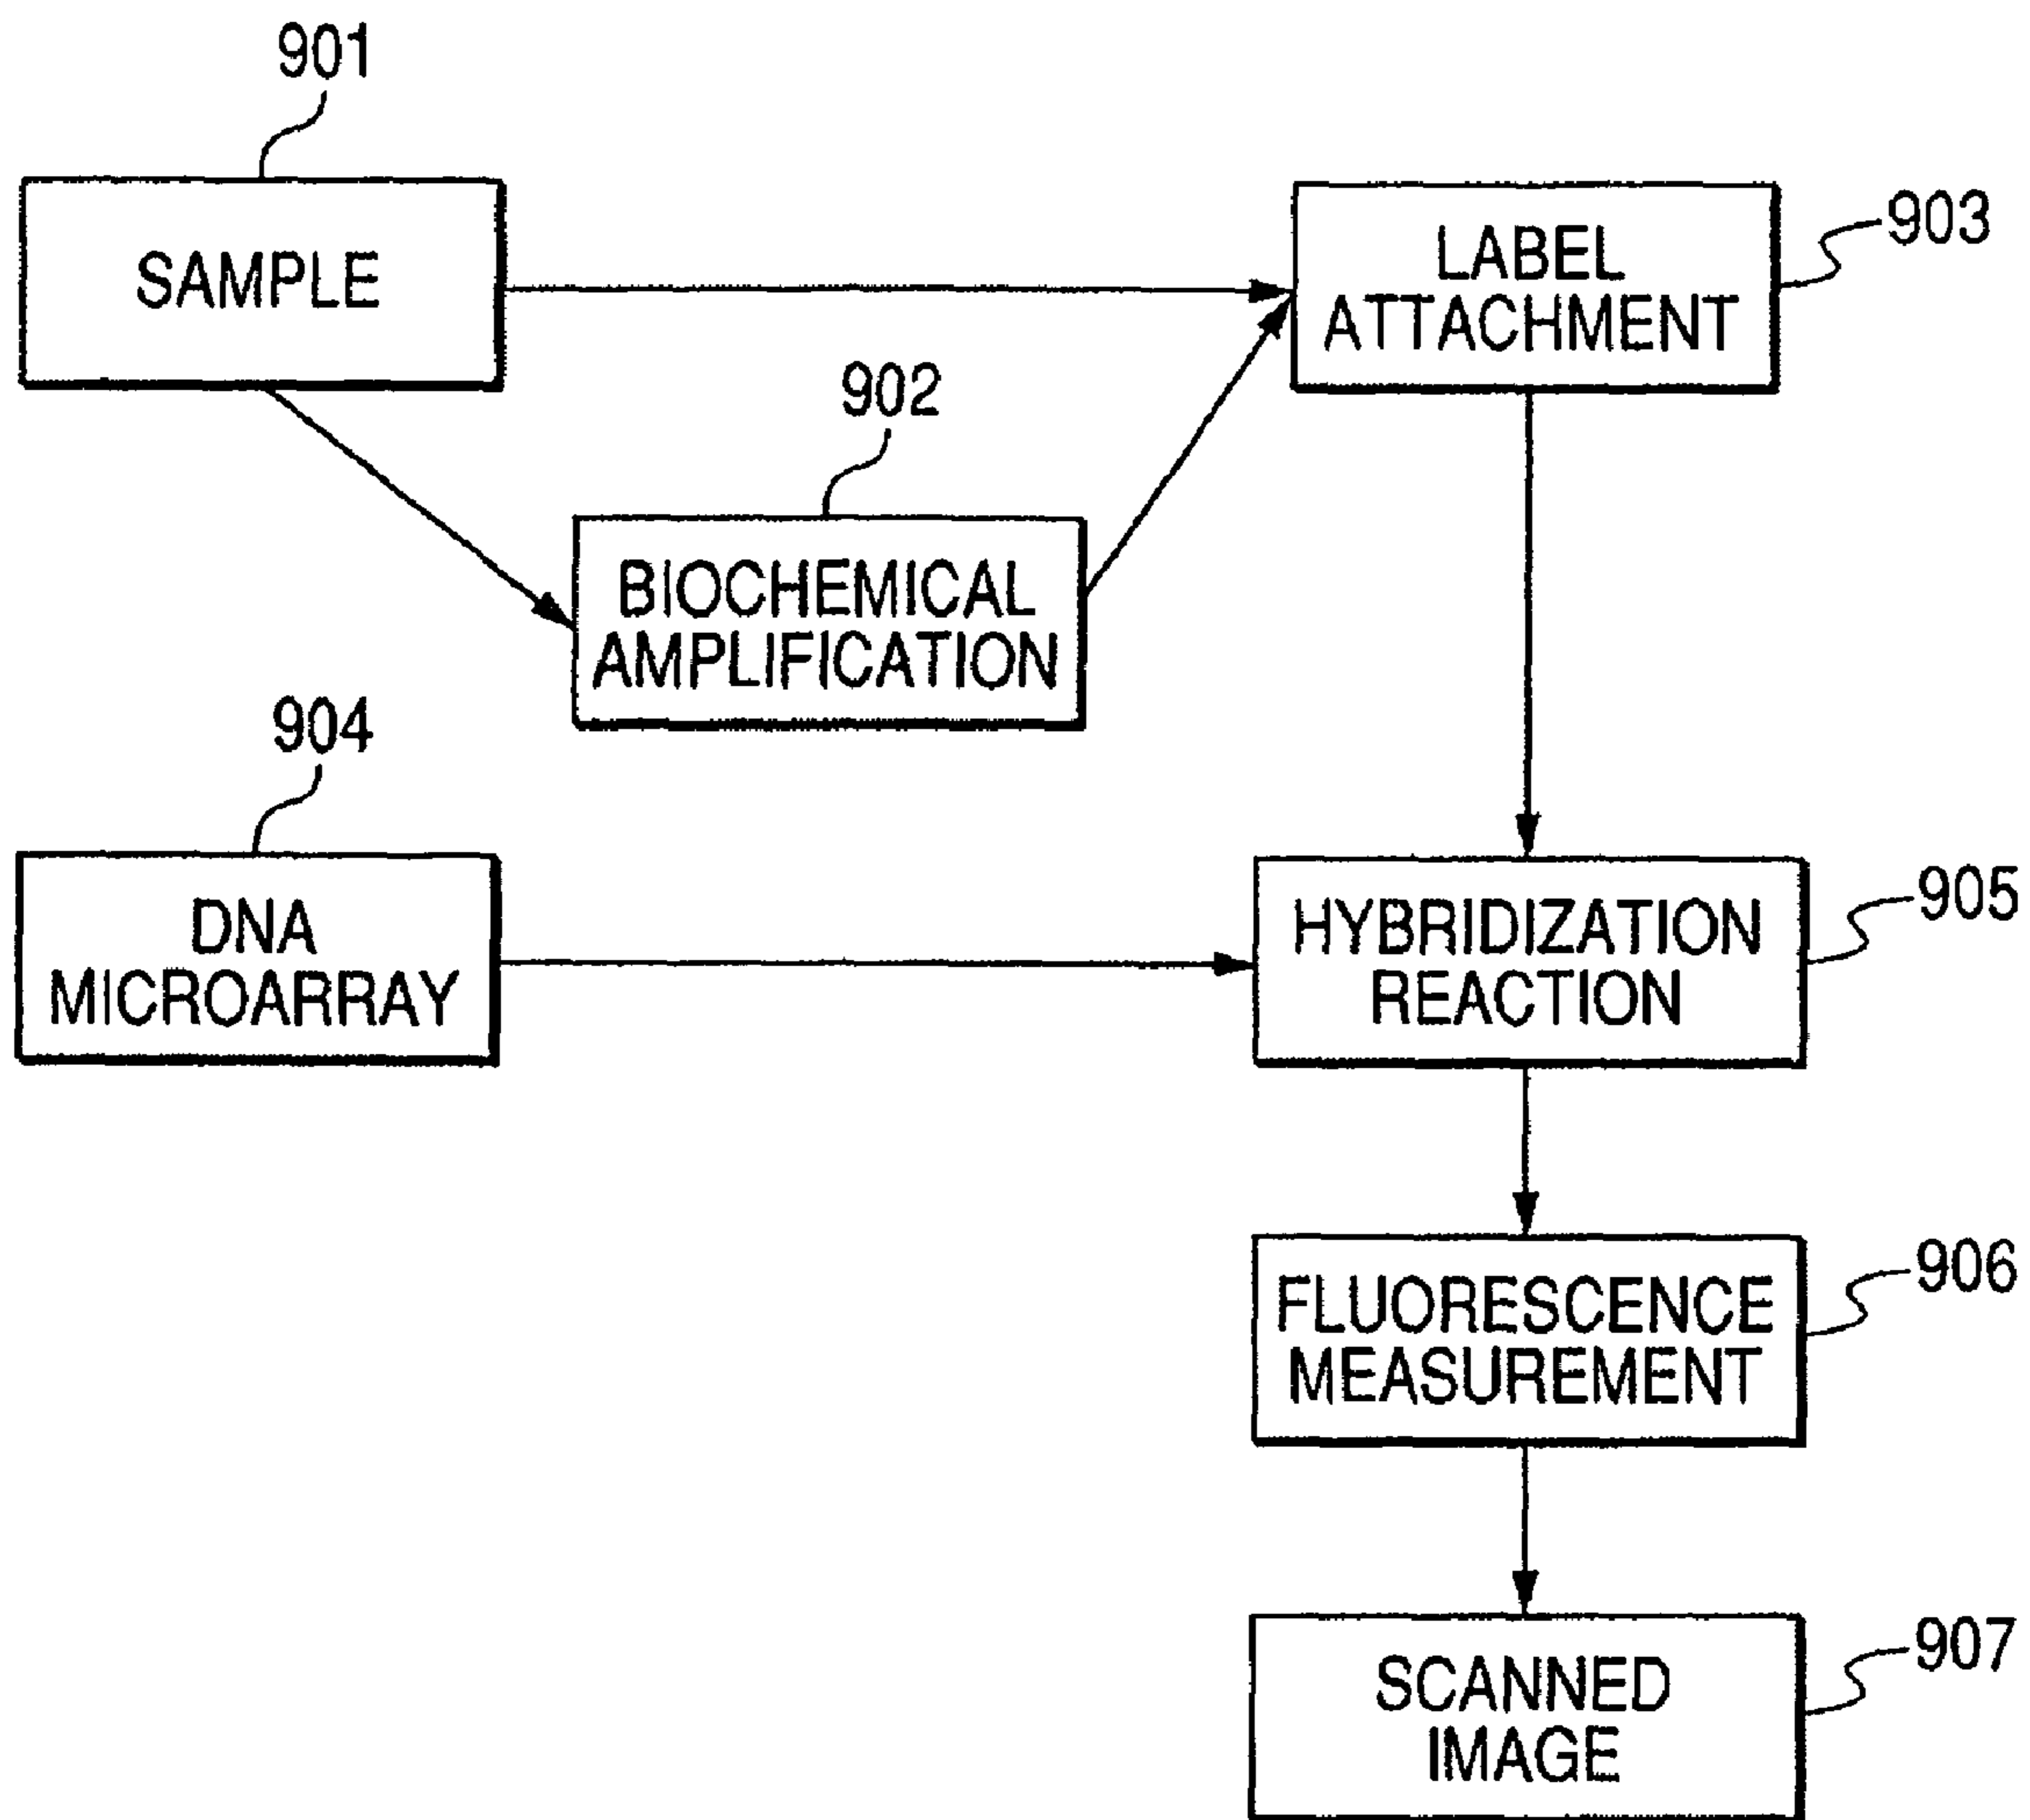 901
SAMPLE
LABEL
ATTACHMENT
903
902
BIOCHEMICAL
AMPLIFICATION
904
DNA
MICROARRAY
HYBRIDIZATION
REACTION
905
FLUORESCENCE
MEASUREMENT
906
SCANNED
IMAGE
907